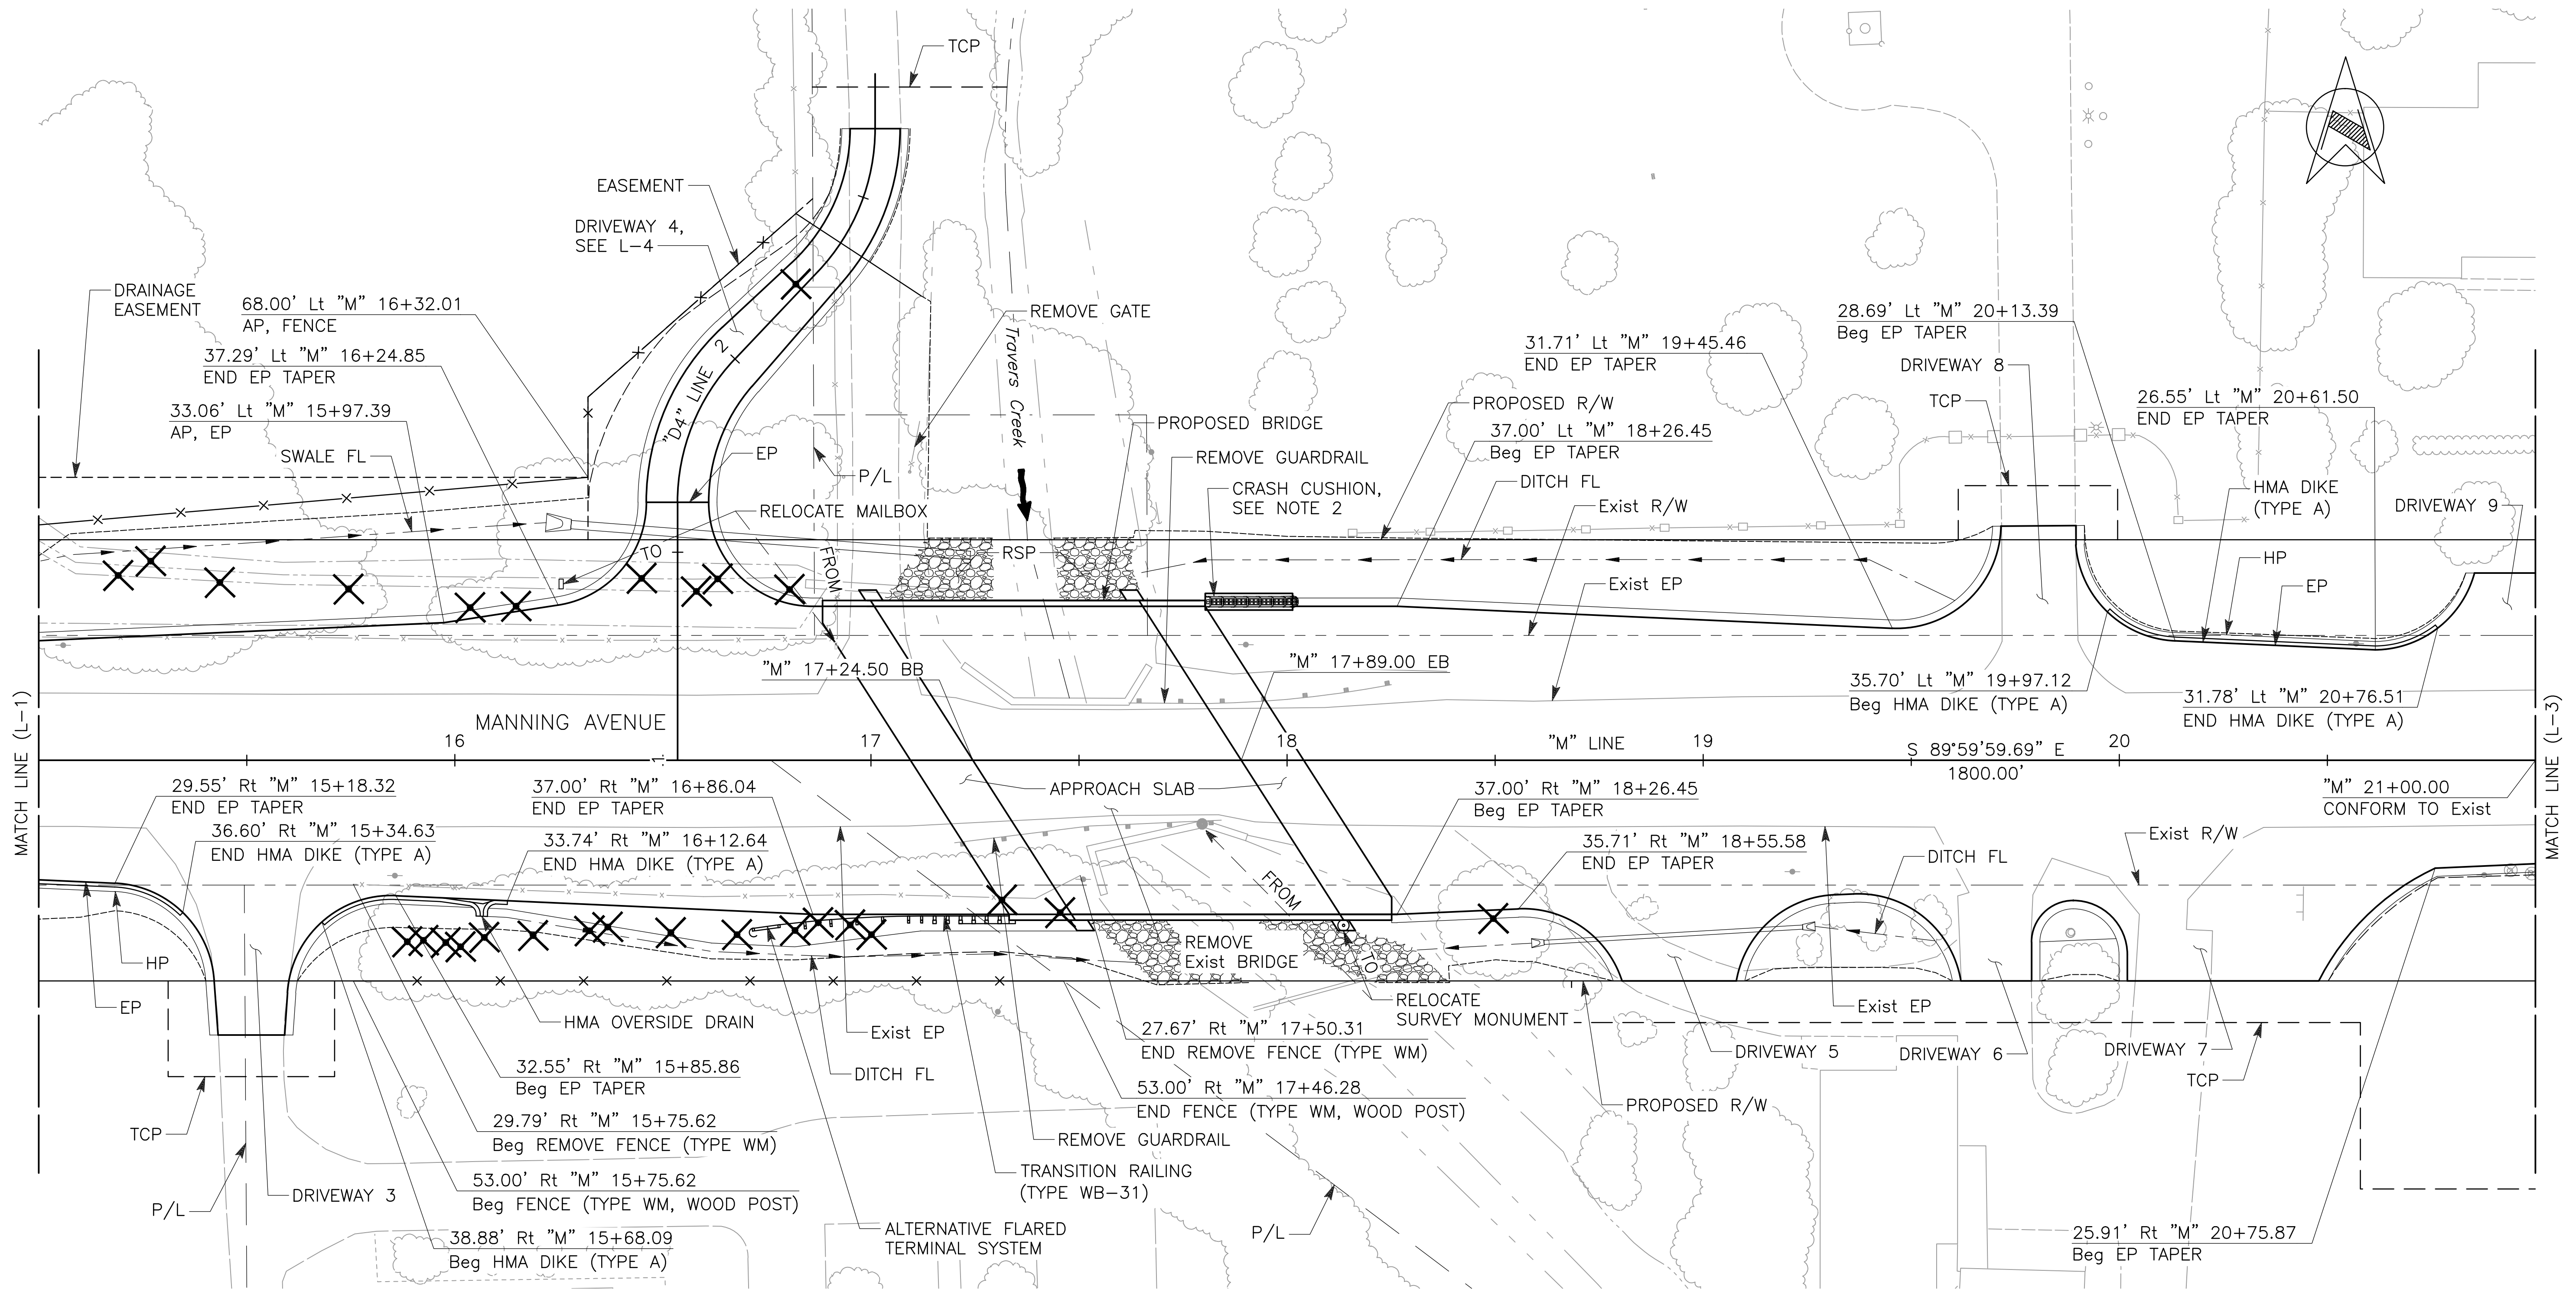 TCP
EASEMENT
DRIVEWAY 4,
SEE L-4
DRAINAGE
EASEMENT
68.00' Lt "M" 16+32.01
AP, FENCE
37.29' Lt "M" 16+24.85
END EP TAPER
33.06' Lt "M" 15+97.39
AP, EP
SWALE FL
"D4" LINE
2
EP
P/L
RELOCATE MAILBOX
TO
FROM
REMOVE GATE
Travers Creek
PROPOSED BRIDGE
REMOVE GUARDRAIL
CRASH CUSHION,
SEE NOTE 2
RSP
PROPOSED R/W
37.00' Lt "M" 18+26.45
Beg EP TAPER
DITCH FL
Exist R/W
Exist EP
31.71' Lt "M" 19+45.46
END EP TAPER
28.69' Lt "M" 20+13.39
Beg EP TAPER
DRIVEWAY 8
TCP
26.55' Lt "M" 20+61.50
END EP TAPER
HMA DIKE
(TYPE A)
DRIVEWAY 9
HP
EP
35.70' Lt "M" 19+97.12
Beg HMA DIKE (TYPE A)
31.78' Lt "M" 20+76.51
END HMA DIKE (TYPE A)
"M" 17+24.50 BB
"M" 17+89.00 EB
MATCH LINE (L-1)
MATCH LINE (L-3)
MANNING AVENUE
16
17
18
"M" LINE
19
S 89°59'59.69" E
1800.00'
20
1
"M" 21+00.00
CONFORM TO Exist
29.55' Rt "M" 15+18.32
END EP TAPER
36.60' Rt "M" 15+34.63
END HMA DIKE (TYPE A)
37.00' Rt "M" 16+86.04
END EP TAPER
33.74' Rt "M" 16+12.64
END HMA DIKE (TYPE A)
APPROACH SLAB
37.00' Rt "M" 18+26.45
Beg EP TAPER
35.71' Rt "M" 18+55.58
END EP TAPER
Exist R/W
DITCH FL
FROM
TO
REMOVE
Exist BRIDGE
HP
EP
HMA OVERSIDE DRAIN
Exist EP
RELOCATE
SURVEY MONUMENT
Exist EP
27.67' Rt "M" 17+50.31
END REMOVE FENCE (TYPE WM)
DRIVEWAY 5
DRIVEWAY 6
DRIVEWAY 7
TCP
32.55' Rt "M" 15+85.86
Beg EP TAPER
DITCH FL
53.00' Rt "M" 17+46.28
END FENCE (TYPE WM, WOOD POST)
PROPOSED R/W
TCP
29.79' Rt "M" 15+75.62
Beg REMOVE FENCE (TYPE WM)
REMOVE GUARDRAIL
TRANSITION RAILING
(TYPE WB-31)
53.00' Rt "M" 15+75.62
Beg FENCE (TYPE WM, WOOD POST)
DRIVEWAY 3
P/L
38.88' Rt "M" 15+68.09
Beg HMA DIKE (TYPE A)
ALTERNATIVE FLARED
TERMINAL SYSTEM
P/L
25.91' Rt "M" 20+75.87
Beg EP TAPER